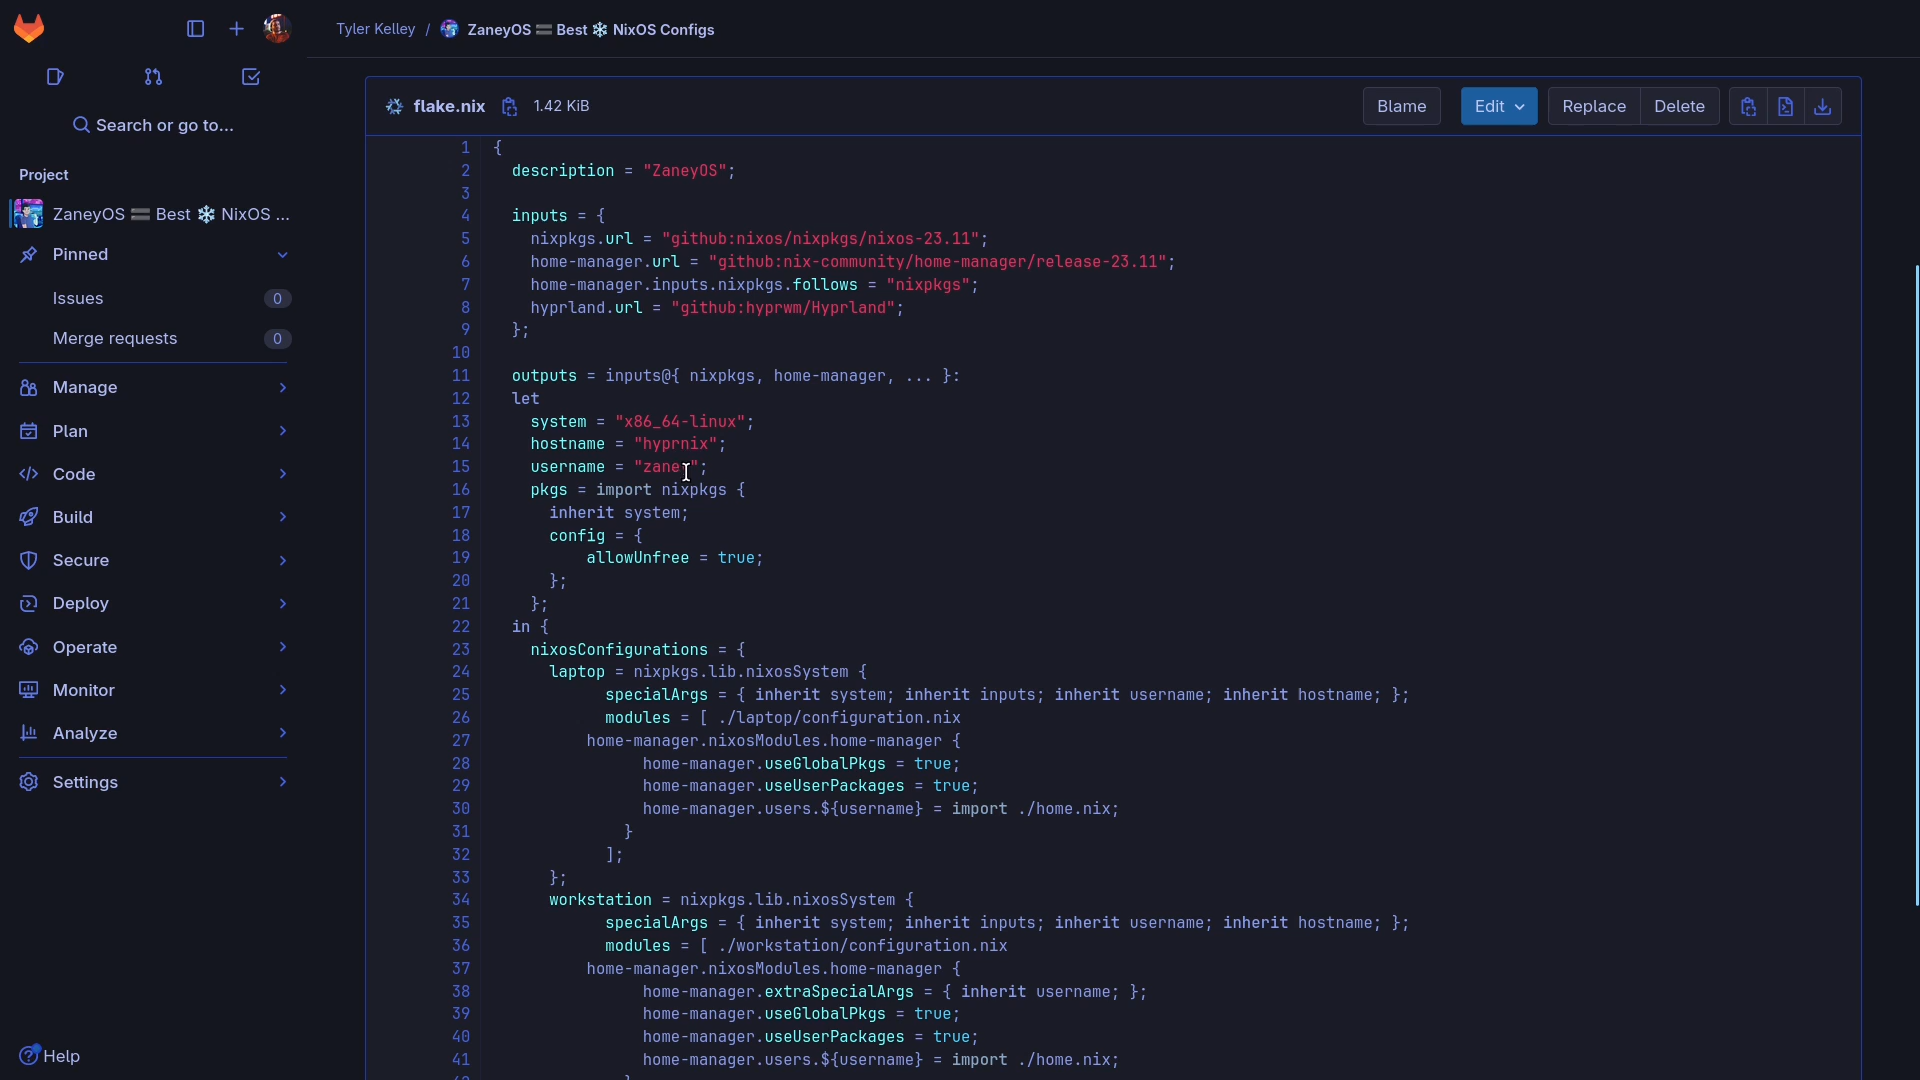 Tyler Kelley / ZaneyOS 🟰 Best ❄️ NixOS Configs
Search or go to...
Project
ZaneyOS 🟰 Best ❄️ NixOS ...
Pinned
Issues 0
Merge requests 0
Manage
Plan
Code
Build
Secure
Deploy
Operate
Monitor
Analyze
Settings
Help
flake.nix 1.42 KiB
Blame Edit Replace Delete
1 {
2   description = "ZaneyOS";
3
4   inputs = {
5     nixpkgs.url = "github:nixos/nixpkgs/nixos-23.11";
6     home-manager.url = "github:nix-community/home-manager/release-23.11";
7     home-manager.inputs.nixpkgs.follows = "nixpkgs";
8     hyprland.url = "github:hyprwm/Hyprland";
9   };
10
11   outputs = inputs@{ nixpkgs, home-manager, ... }:
12   let
13     system = "x86_64-linux";
14     hostname = "hyprnix";
15     username = ";
16     pkgs = import nixpkgs {
17       inherit system;
18       config = {
19           allowUnfree = true;
20       };
21     };
22   in {
23     nixosConfigurations = {
24       laptop = nixpkgs.lib.nixosSystem {
25             specialArgs = { inherit system; inherit inputs; inherit username; inherit hostname; };
26             modules = [ ./laptop/configuration.nix
27           home-manager.nixosModules.home-manager {
28                 home-manager.useGlobalPkgs = true;
29                 home-manager.useUserPackages = true;
30                 home-manager.users.${username} = import ./home.nix;
31               }
32             ];
33       };
34       workstation = nixpkgs.lib.nixosSystem {
35             specialArgs = { inherit system; inherit inputs; inherit username; inherit hostname; };
36             modules = [ ./workstation/configuration.nix
37           home-manager.nixosModules.home-manager {
38                 home-manager.extraSpecialArgs = { inherit username; };
39                 home-manager.useGlobalPkgs = true;
40                 home-manager.useUserPackages = true;
41                 home-manager.users.${username} = import ./home.nix;